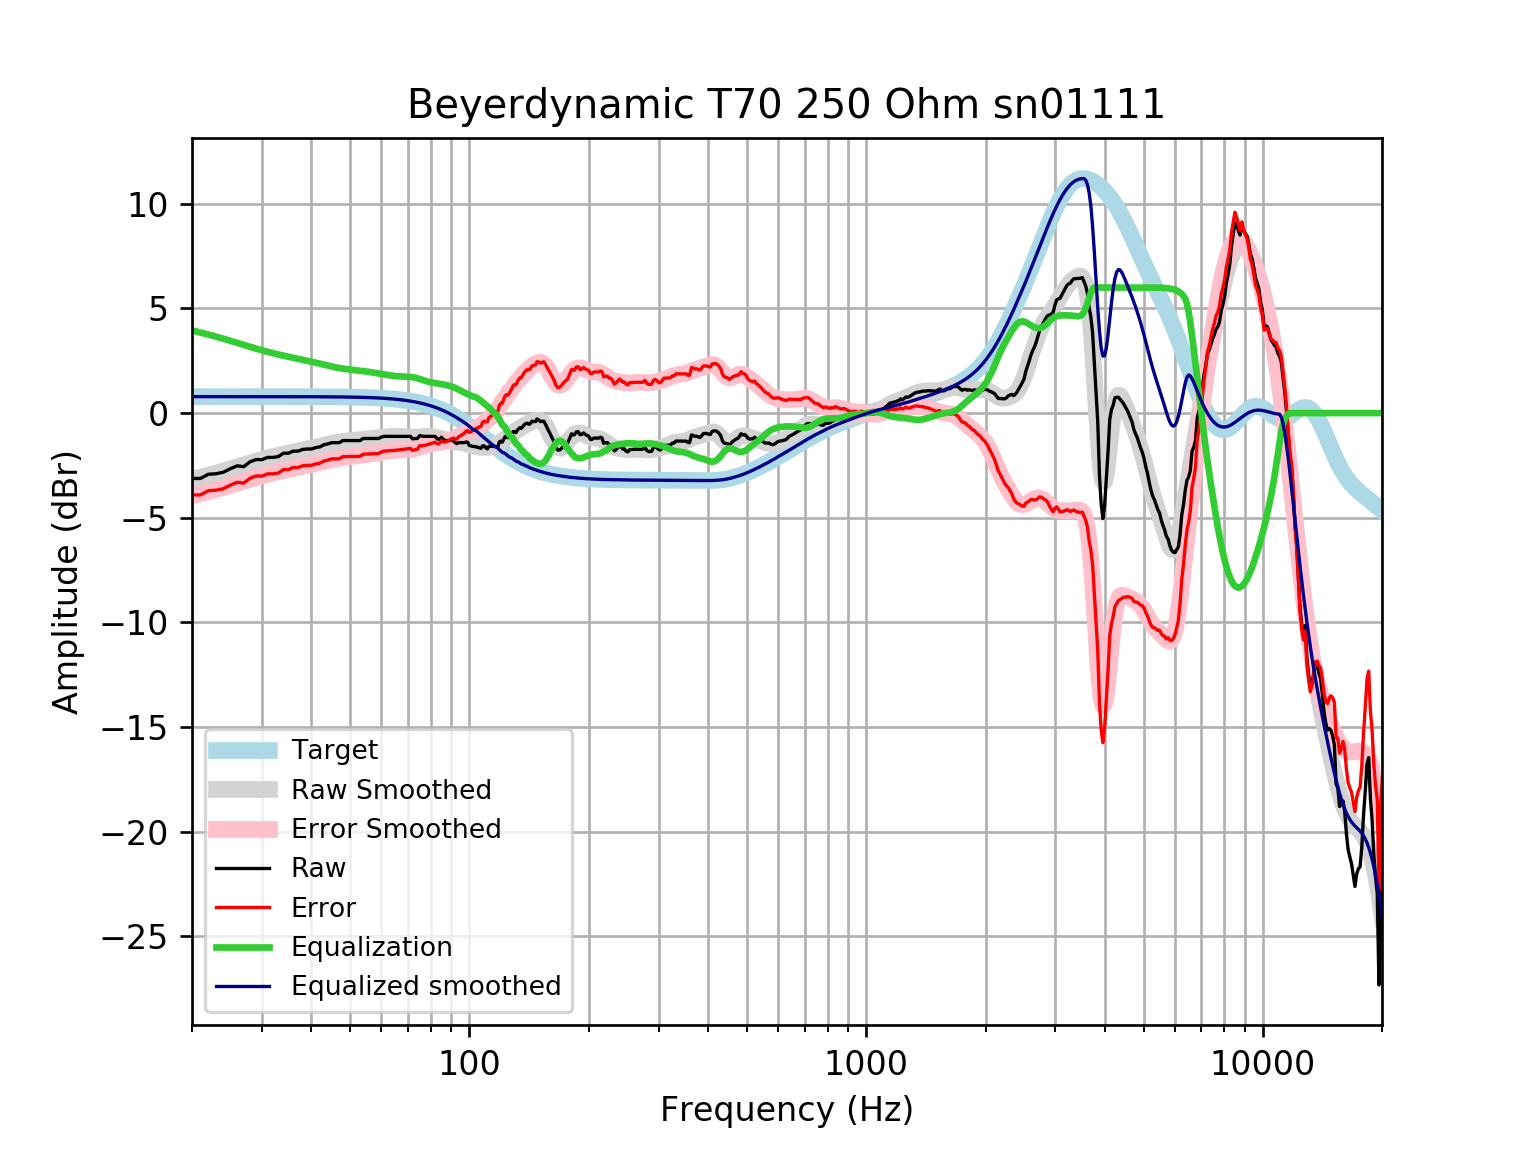 Beyerdynamic T70 250 Ohm sn01111
10
5
0
−5
−10
−15
−20
−25
Amplitude (dBr)
Target
Raw Smoothed
Error Smoothed
Raw
Error
Equalization
Equalized smoothed
100 1000 10000
Frequency (Hz)